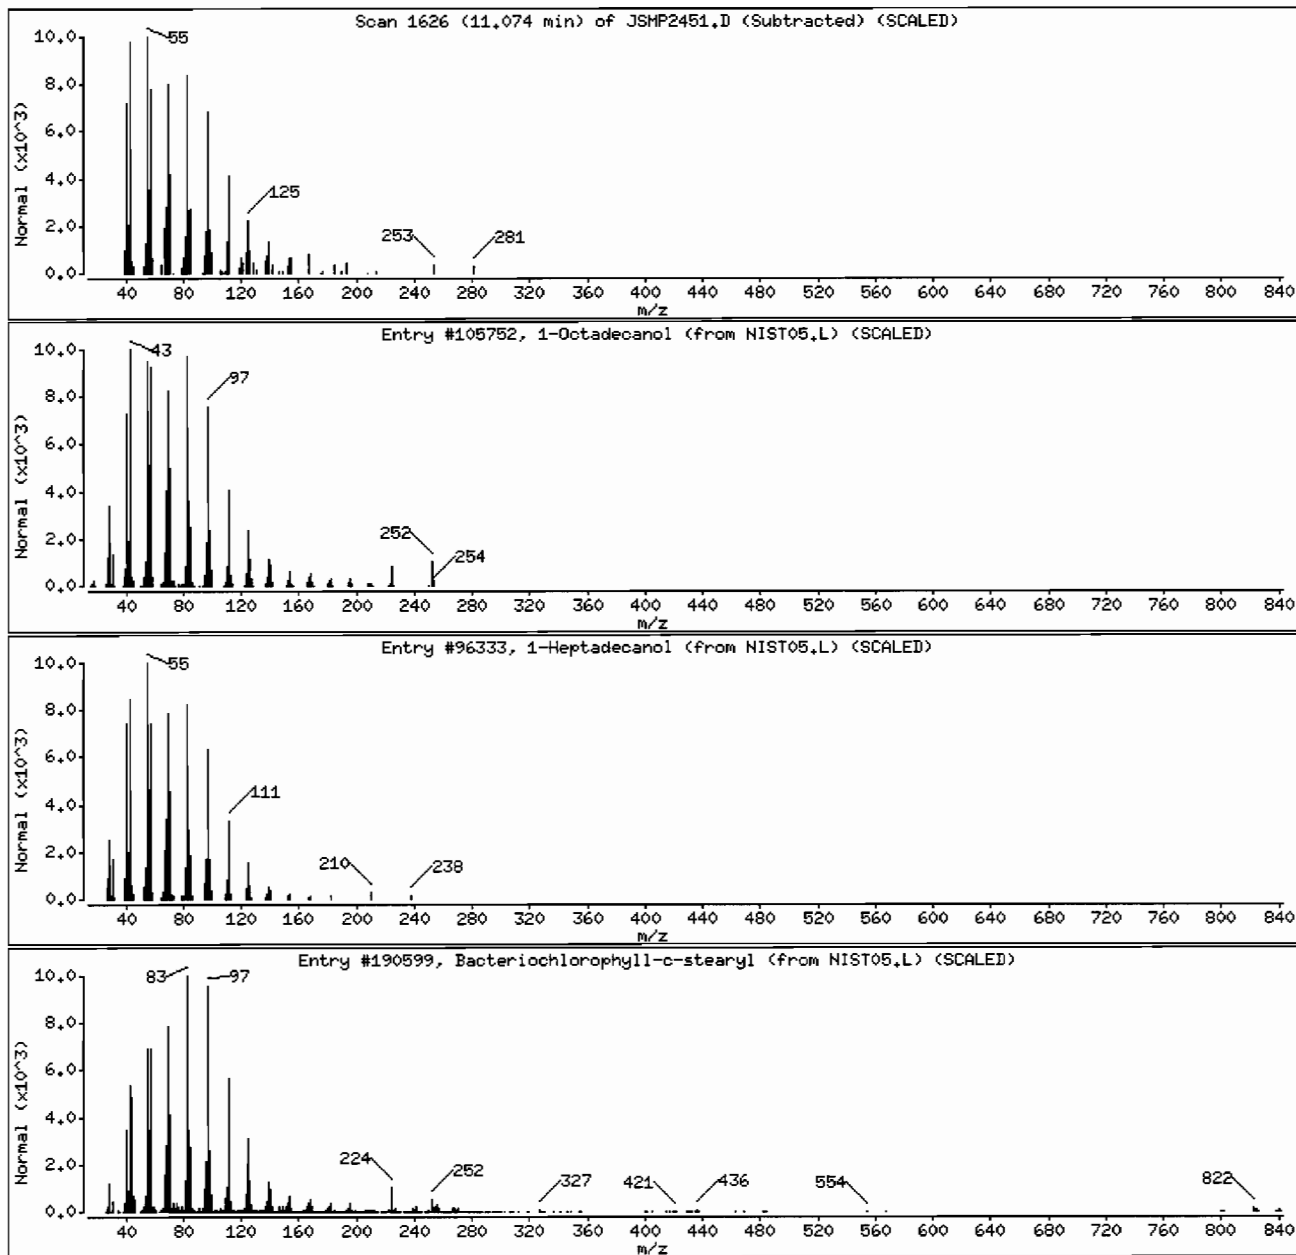 Scan 1626 (11.074 min) of JSMP2451.D (Subtracted) (SCALED)
Normal (x10^3)
10.0
8.0
6.0
4.0
2.0
0.0
55
125
253
281
40 80 120 160 200 240 280 320 360 400 440 480 520 560 600 640 680 720 760 800 840
m/z
Entry #105752, 1-Octadecanol (from NIST05.L) (SCALED)
Normal (x10^3)
10.0
8.0
6.0
4.0
2.0
0.0
43
97
252
254
40 80 120 160 200 240 280 320 360 400 440 480 520 560 600 640 680 720 760 800 840
m/z
Entry #96333, 1-Heptadecanol (from NIST05.L) (SCALED)
Normal (x10^3)
10.0
8.0
6.0
4.0
2.0
0.0
55
111
210
238
40 80 120 160 200 240 280 320 360 400 440 480 520 560 600 640 680 720 760 800 840
m/z
Entry #190599, Bacteriochlorophyll-c-stearyl (from NIST05.L) (SCALED)
Normal (x10^3)
10.0
8.0
6.0
4.0
2.0
0.0
83
97
224
252
327
421
436
554
822
40 80 120 160 200 240 280 320 360 400 440 480 520 560 600 640 680 720 760 800 840
m/z